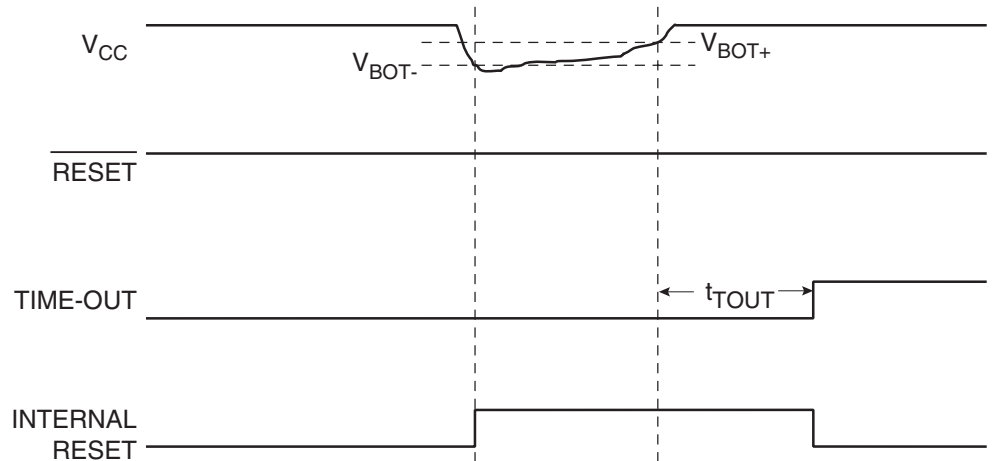 V_CC
V_BOT-
V_BOT+
RESET
TIME-OUT
t_TOUT
INTERNAL
RESET